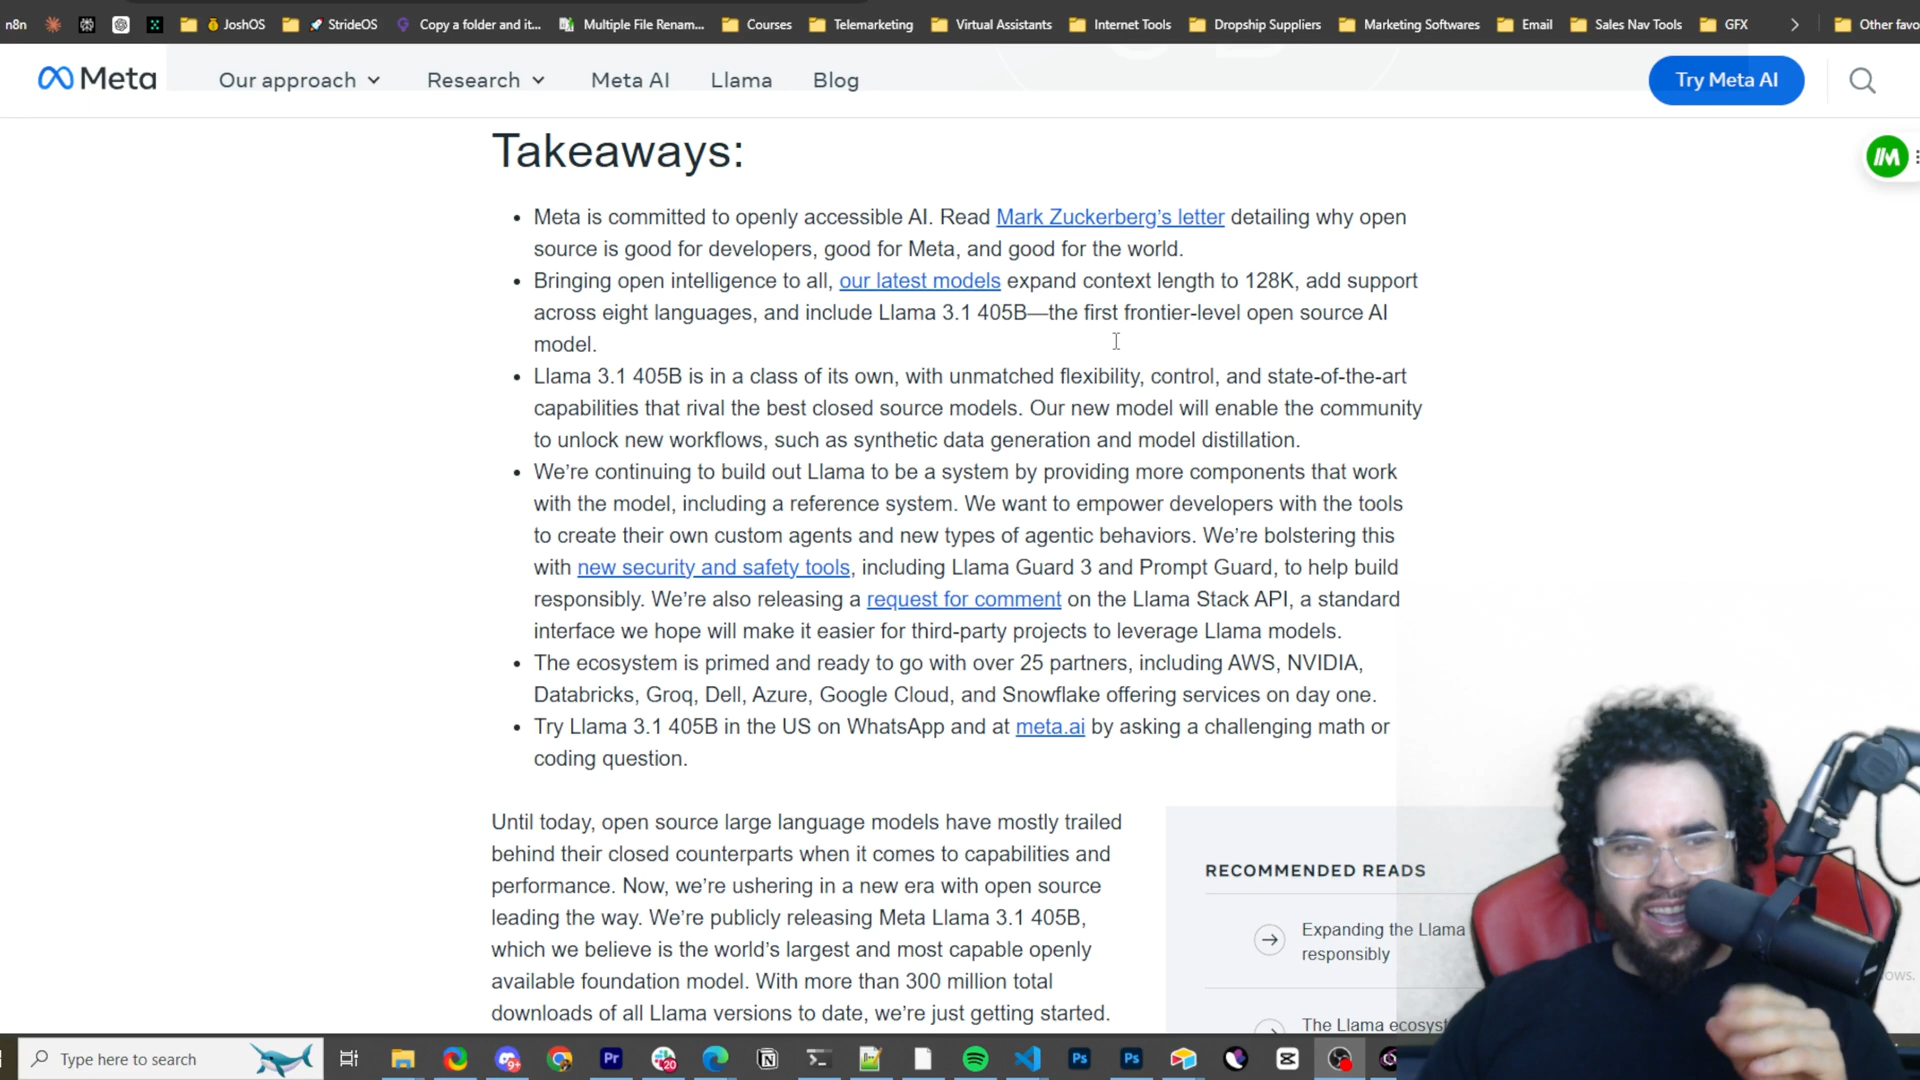 n8n JoshOS StrideOS Copy a folder and it... Multiple File Renam... Courses Telemarketing Virtual Assistants Internet Tools Dropship Suppliers Marketing Softwares Email Sales Nav Tools GFX Other favo
Meta Our approach Research Meta AI Llama Blog Try Meta AI
Takeaways:
• Meta is committed to openly accessible AI. Read Mark Zuckerberg’s letter detailing why open
source is good for developers, good for Meta, and good for the world.
• Bringing open intelligence to all, our latest models expand context length to 128K, add support
across eight languages, and include Llama 3.1 405B—the first frontier-level open source AI
model.
• Llama 3.1 405B is in a class of its own, with unmatched flexibility, control, and state-of-the-art
capabilities that rival the best closed source models. Our new model will enable the community
to unlock new workflows, such as synthetic data generation and model distillation.
• We’re continuing to build out Llama to be a system by providing more components that work
with the model, including a reference system. We want to empower developers with the tools
to create their own custom agents and new types of agentic behaviors. We’re bolstering this
with new security and safety tools, including Llama Guard 3 and Prompt Guard, to help build
responsibly. We’re also releasing a request for comment on the Llama Stack API, a standard
interface we hope will make it easier for third-party projects to leverage Llama models.
• The ecosystem is primed and ready to go with over 25 partners, including AWS, NVIDIA,
Databricks, Groq, Dell, Azure, Google Cloud, and Snowflake offering services on day one.
• Try Llama 3.1 405B in the US on WhatsApp and at meta.ai by asking a challenging math or
coding question.
Until today, open source large language models have mostly trailed
behind their closed counterparts when it comes to capabilities and
performance. Now, we’re ushering in a new era with open source
leading the way. We’re publicly releasing Meta Llama 3.1 405B,
which we believe is the world’s largest and most capable openly
available foundation model. With more than 300 million total
downloads of all Llama versions to date, we’re just getting started.
RECOMMENDED READS
Expanding the Llama
responsibly
The Llama ecosyst
ows.
Type here to search 9+ Pr 20 Ps Ps